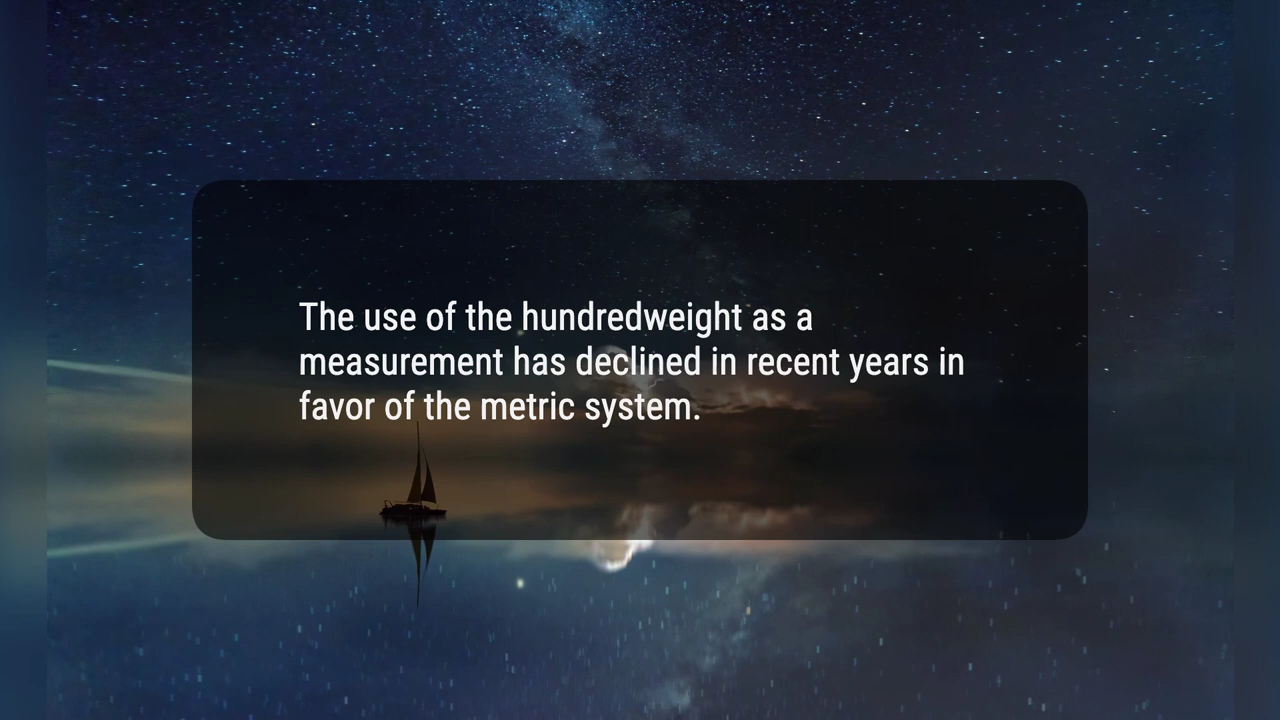 The use of the hundredweight as a
measurement has declined in recent years in
favor of the metric system.